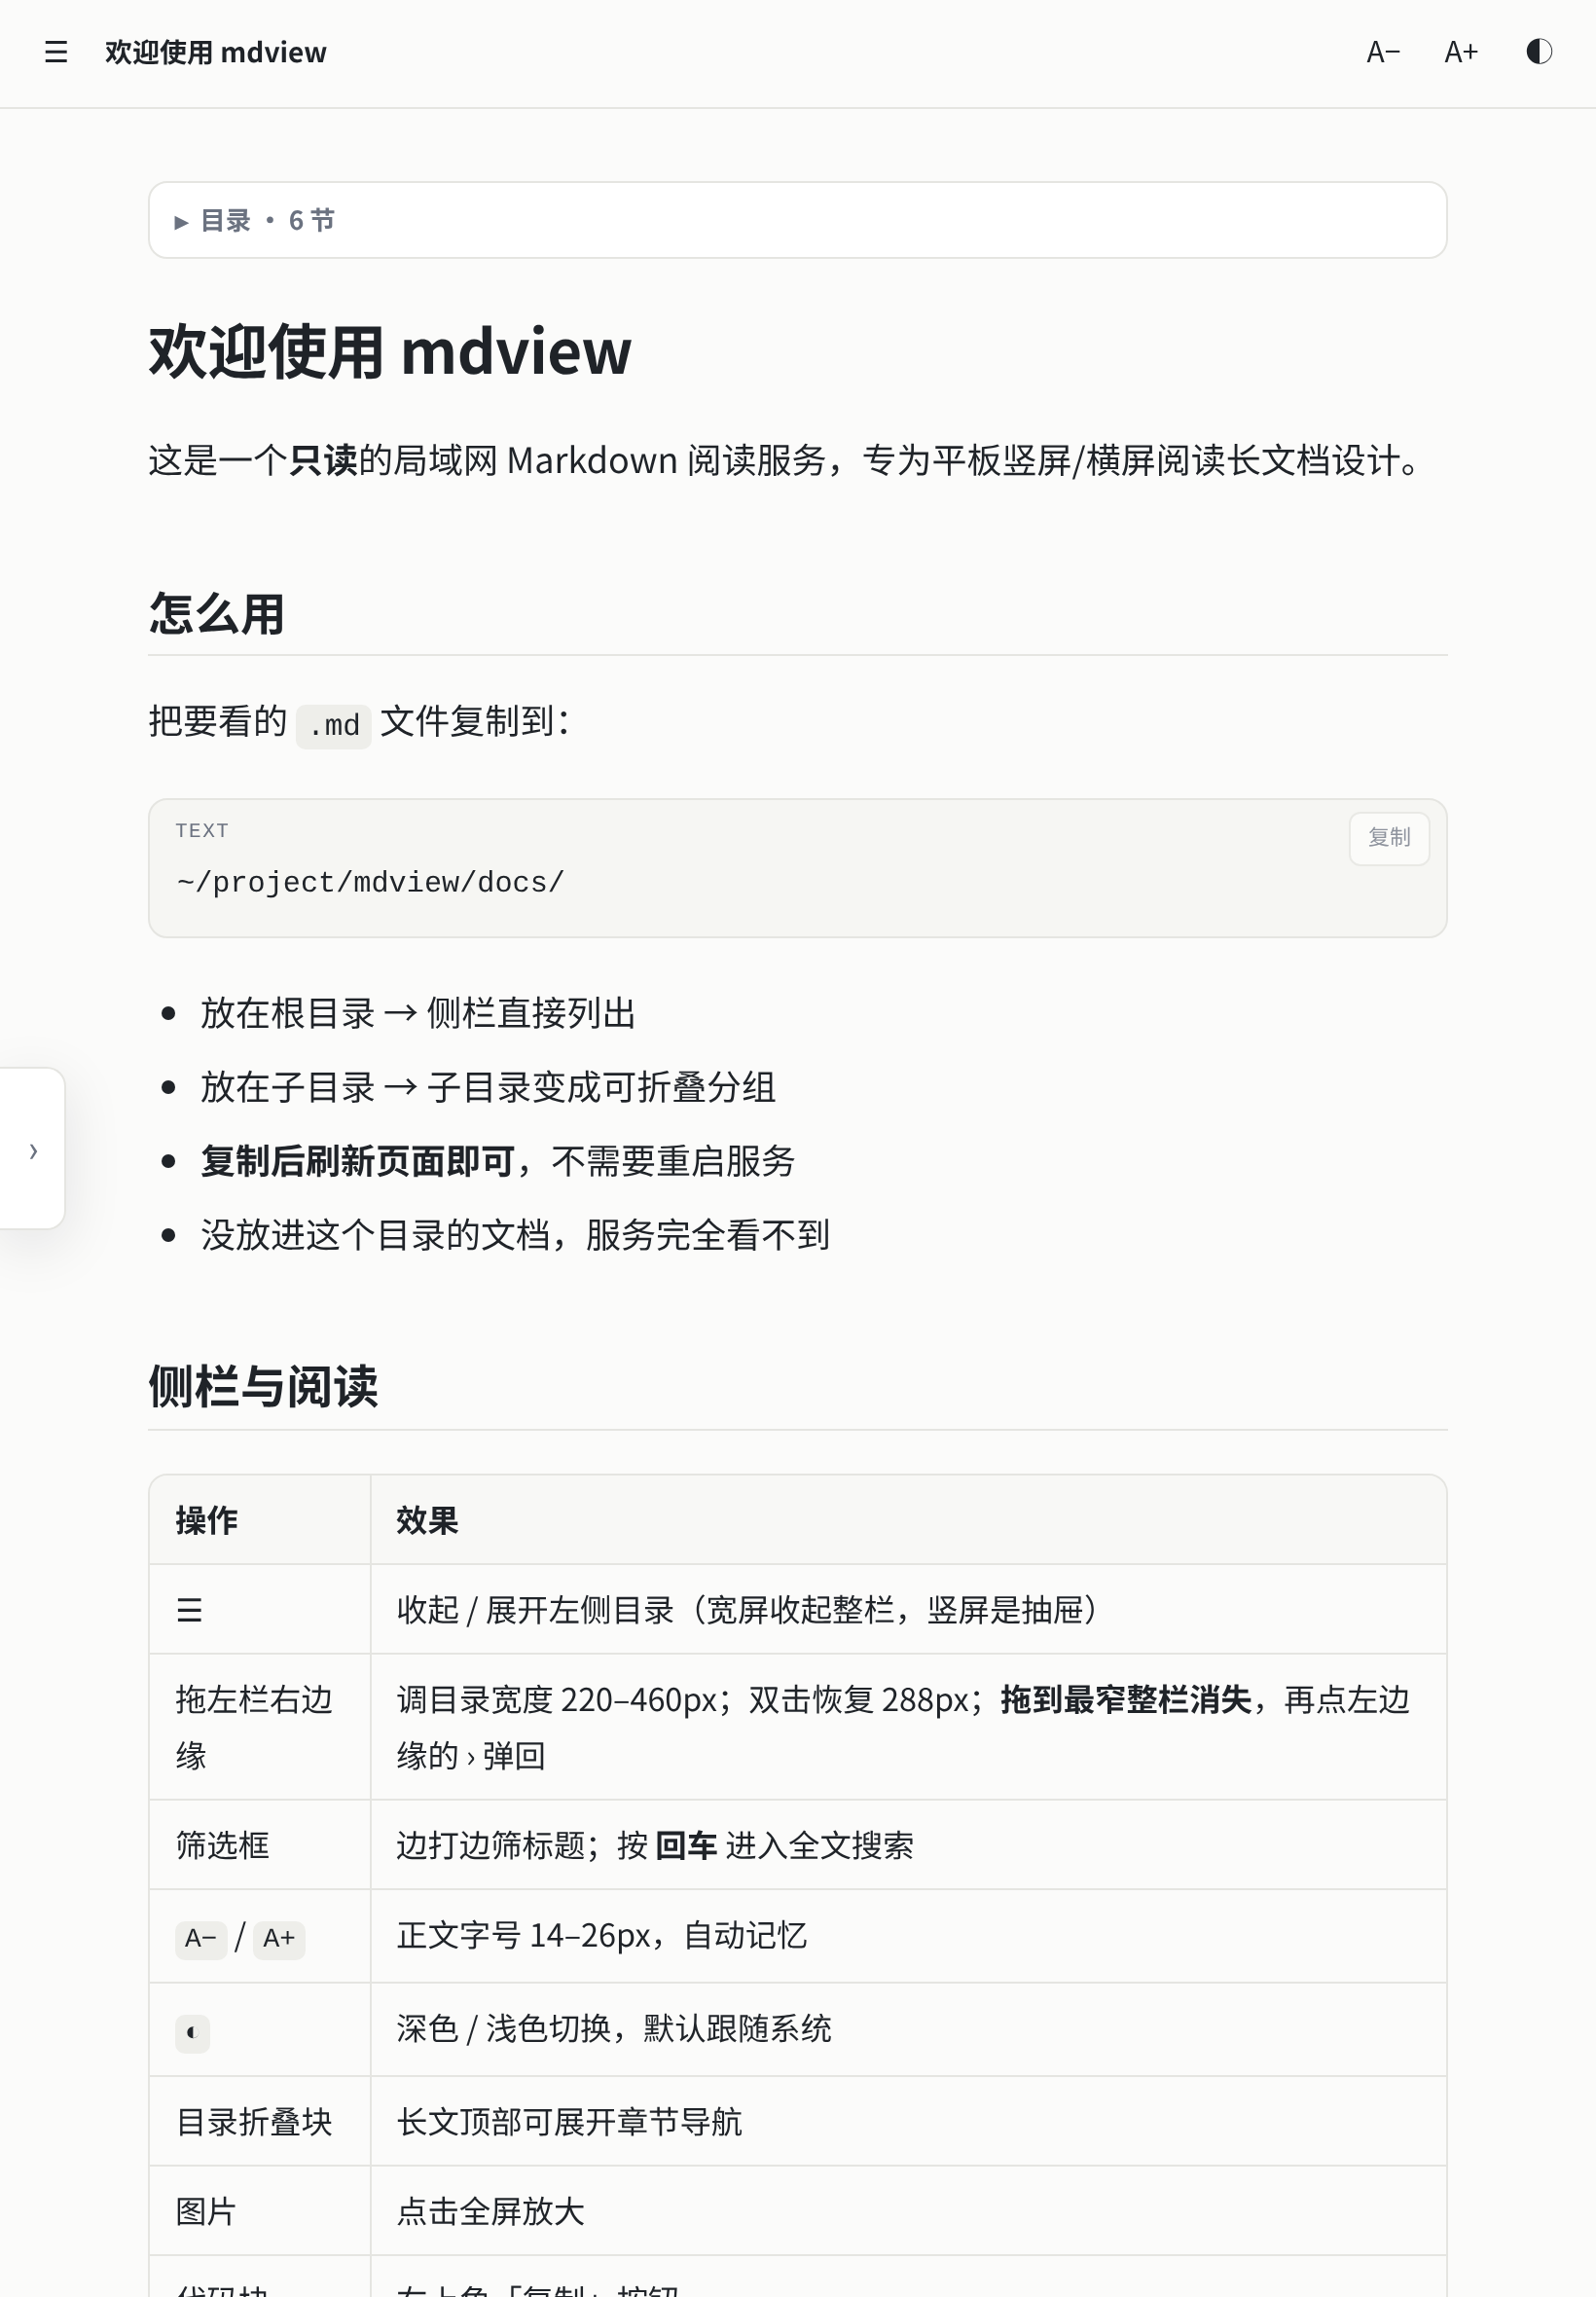 ☰ 欢迎使用 mdview A− A+ ◐
▸ 目录 · 6 节
欢迎使用 mdview
这是一个只读的局域网 Markdown 阅读服务，专为平板竖屏/横屏阅读长文档设计。
怎么用
把要看的 .md 文件复制到：
TEXT 复制
~/project/mdview/docs/
• 放在根目录 → 侧栏直接列出
• 放在子目录 → 子目录变成可折叠分组
• 复制后刷新页面即可，不需要重启服务
›
• 没放进这个目录的文档，服务完全看不到
侧栏与阅读
操作 效果
☰ 收起 / 展开左侧目录（宽屏收起整栏，竖屏是抽屉）
拖左栏右边缘 调目录宽度 220–460px；双击恢复 288px；拖到最窄整栏消失，再点左边
缘的 › 弹回
筛选框 边打边筛标题；按 回车 进入全文搜索
A− / A+ 正文字号 14–26px，自动记忆
◐ 深色 / 浅色切换，默认跟随系统
目录折叠块 长文顶部可展开章节导航
图片 点击全屏放大